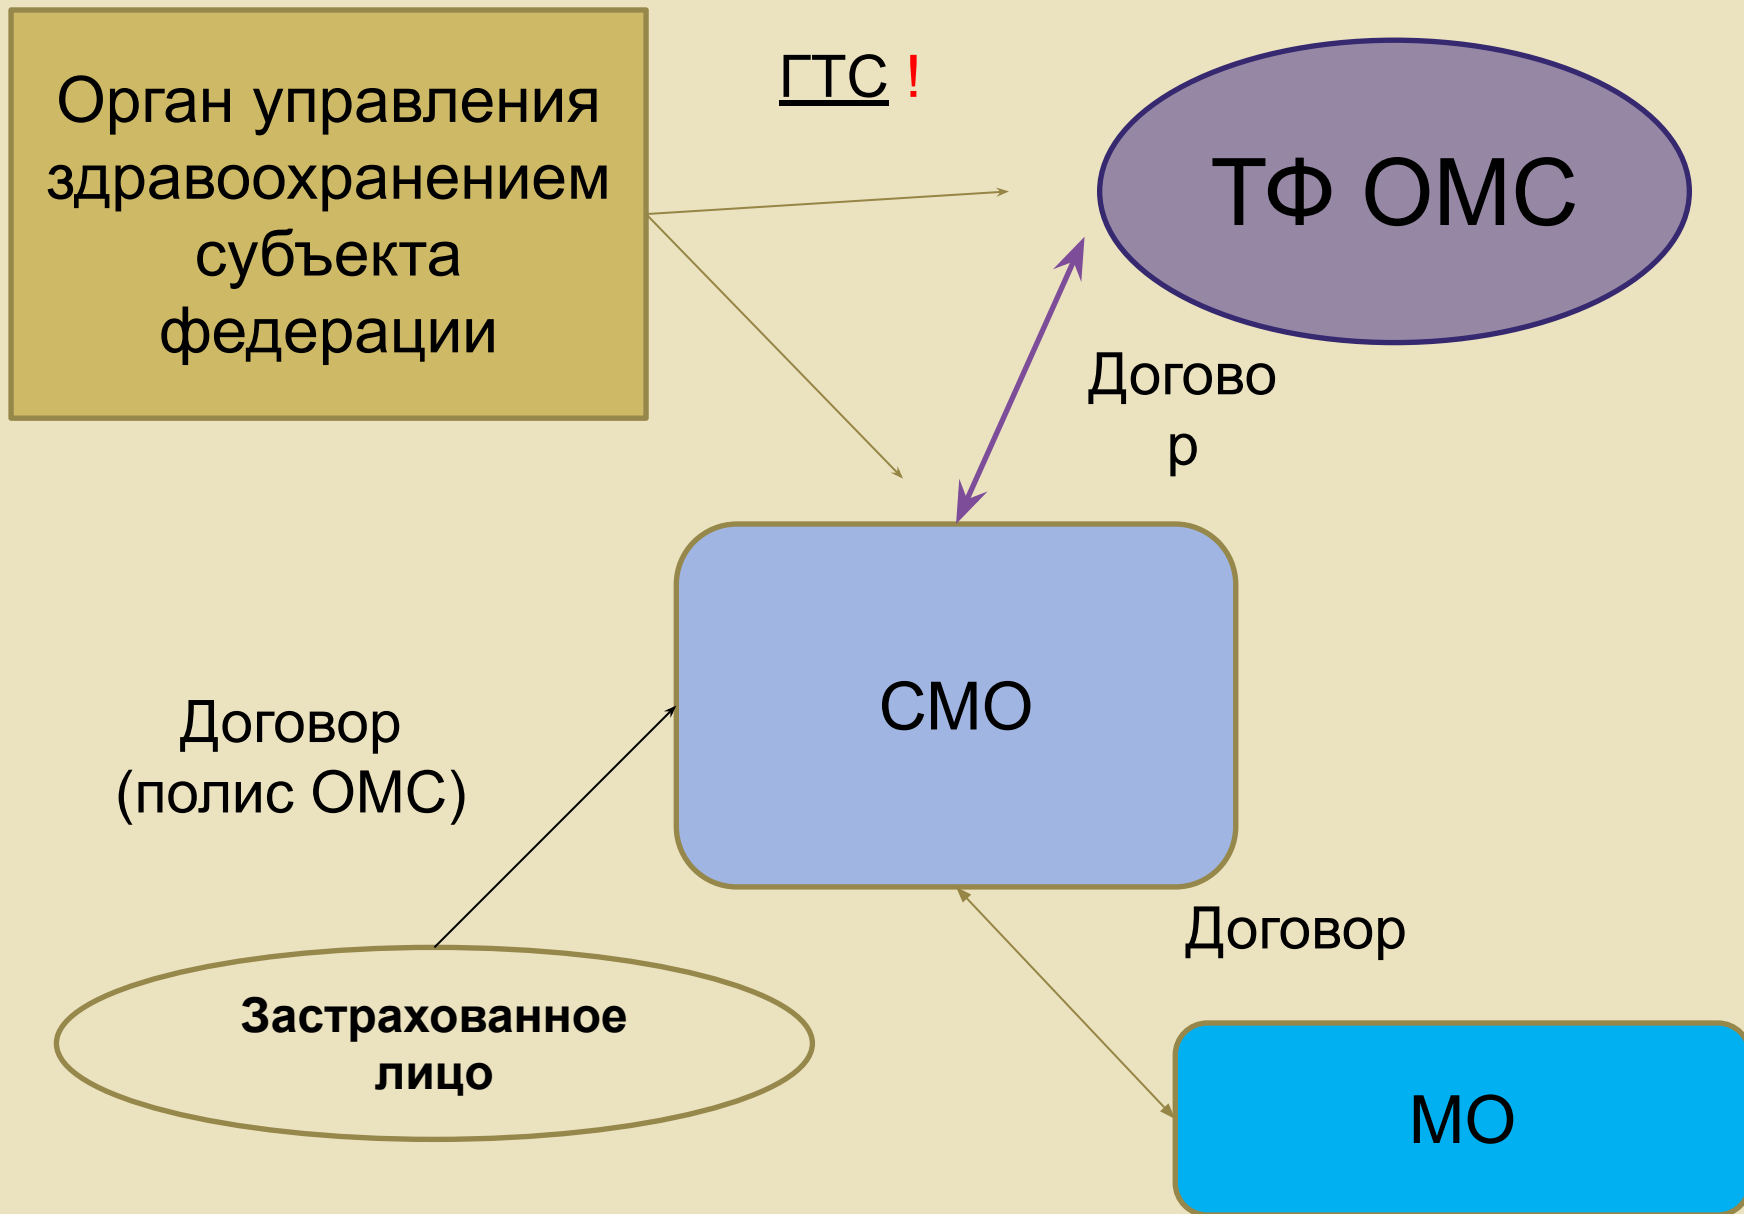 Орган управления
здравоохранением
субъекта
федерации
ГТС !
ТФ ОМС
Догово
р
СМО
Договор
(полис ОМС)
Договор
Застрахованное
лицо
МО